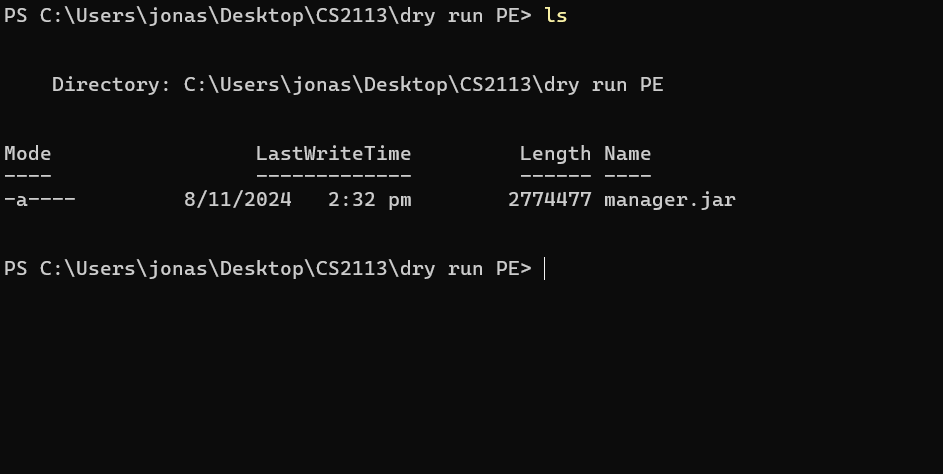 PS C:\Users\jonas\Desktop\CS2113\dry run PE> ls
Directory: C:\Users\jonas\Desktop\CS2113\dry run PE
Mode                 LastWriteTime         Length Name
----                 -------------         ------ ----
-a----         8/11/2024   2:32 pm        2774477 manager.jar
PS C:\Users\jonas\Desktop\CS2113\dry run PE>